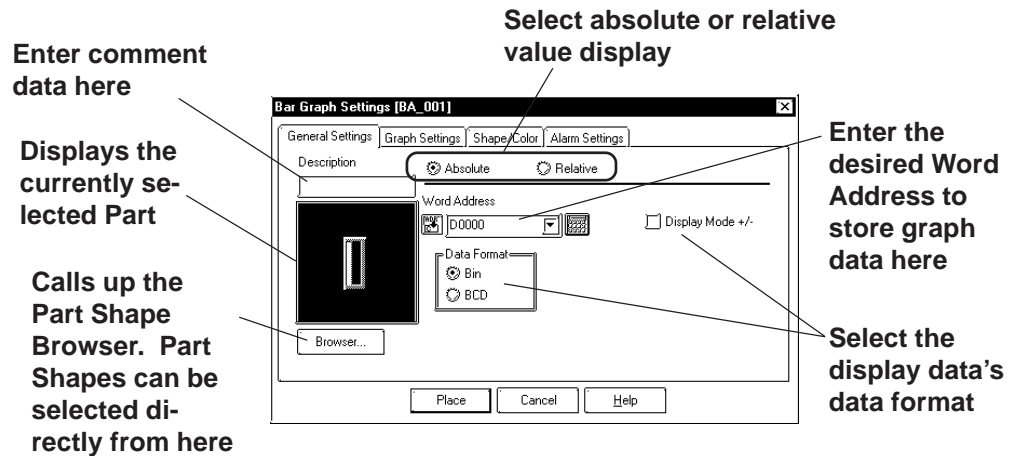 Select absolute or relative
value display
Enter comment
data here
Displays the
currently se-
lected Part
Calls up the
Part Shape
Browser. Part
Shapes can be
selected di-
rectly from here
Bar Graph Settings [BA_001]
General Settings Graph Settings Shape/Color Alarm Settings
Description
Absolute Relative
Word Address
D0000
Display Mode +/-
Data Format
Bin
BCD
Browser...
Place Cancel Help
Enter the
desired Word
Address to
store graph
data here
Select the
display data's
data format